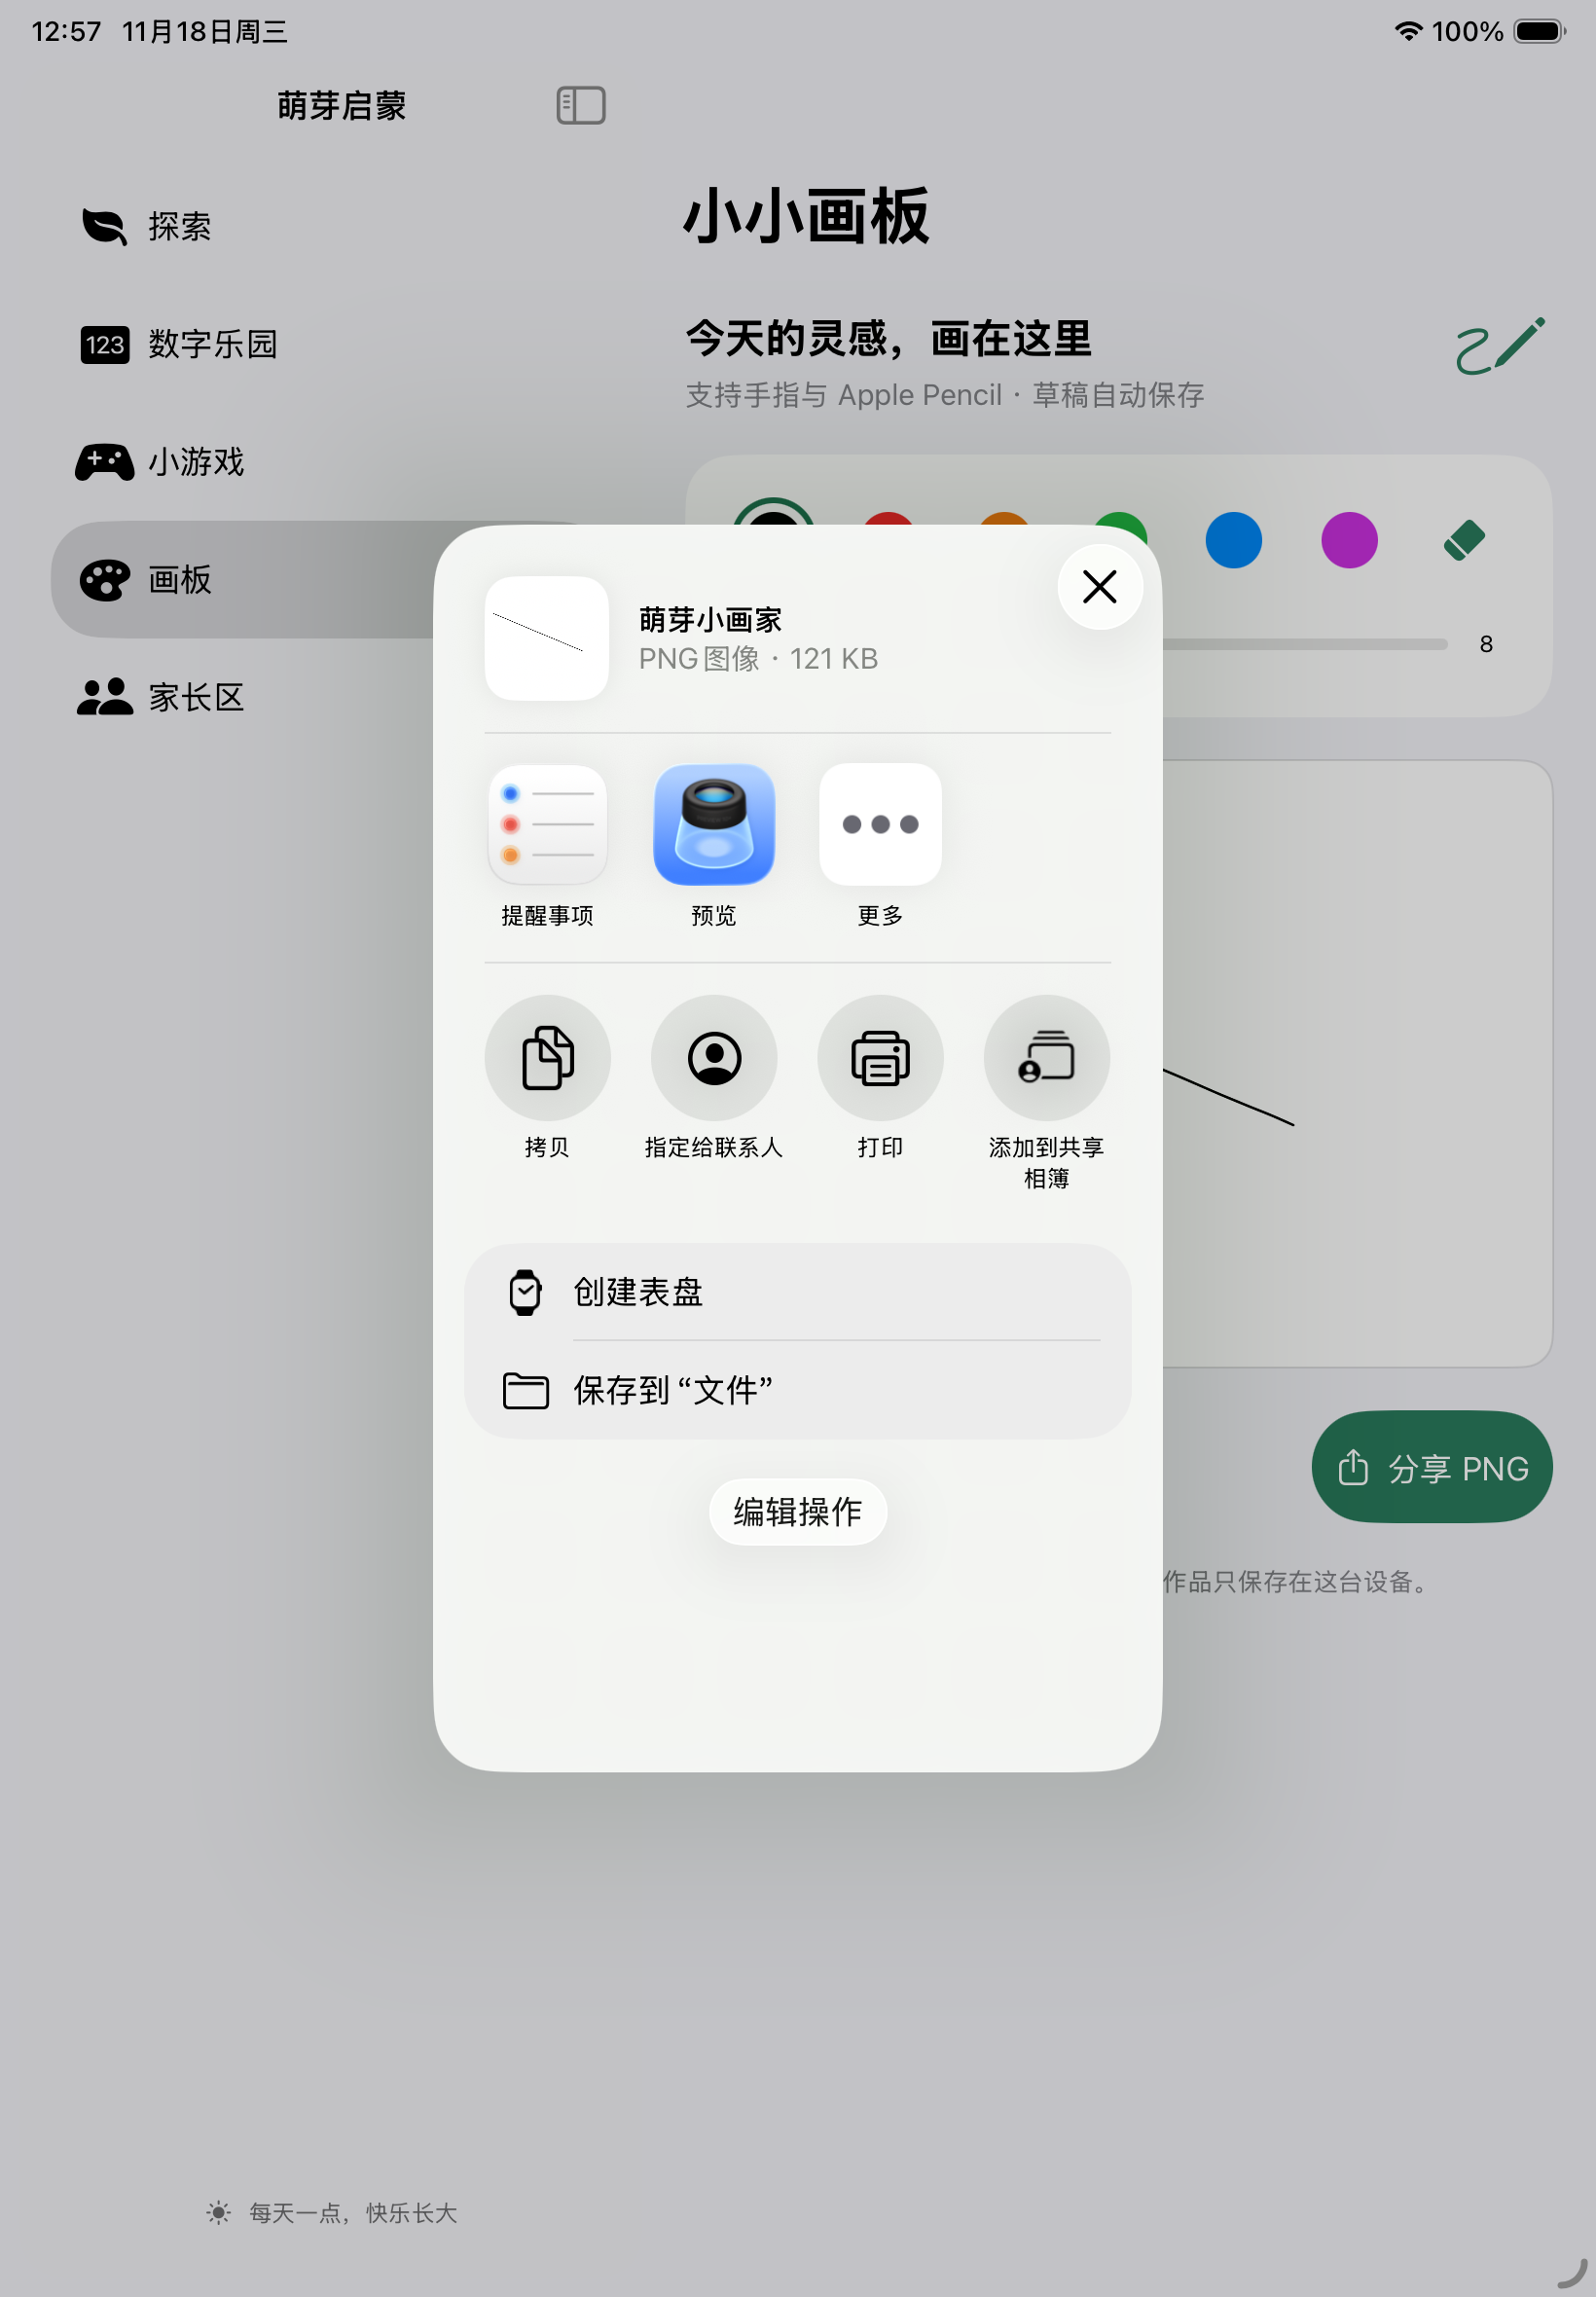 12:57 11月18日周三
100%
萌芽启蒙
探索
123 数字乐园
小游戏
画板
家长区
每天一点，快乐长大
小小画板
今天的灵感，画在这里
支持手指与 Apple Pencil · 草稿自动保存
8
萌芽小画家
PNG图像 · 121 KB
提醒事项
预览
更多
拷贝
指定给联系人
打印
添加到共享
相簿
创建表盘
保存到“文件”
编辑操作
分享 PNG
作品只保存在这台设备。